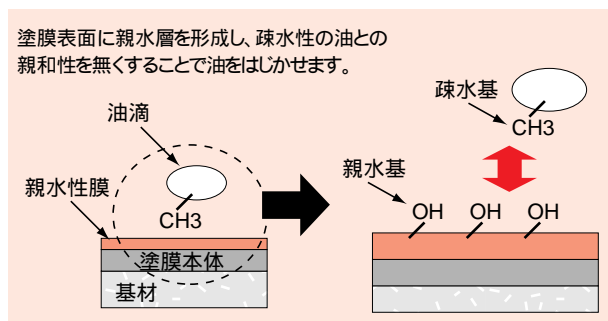 塗膜表面に親水層を形成し、疎水性の油との
親和性を無くすることで油をはじかせます。
油滴
親水性膜
CH3
塗膜本体
基材
疎水基
CH3
親水基
OH
OH
OH